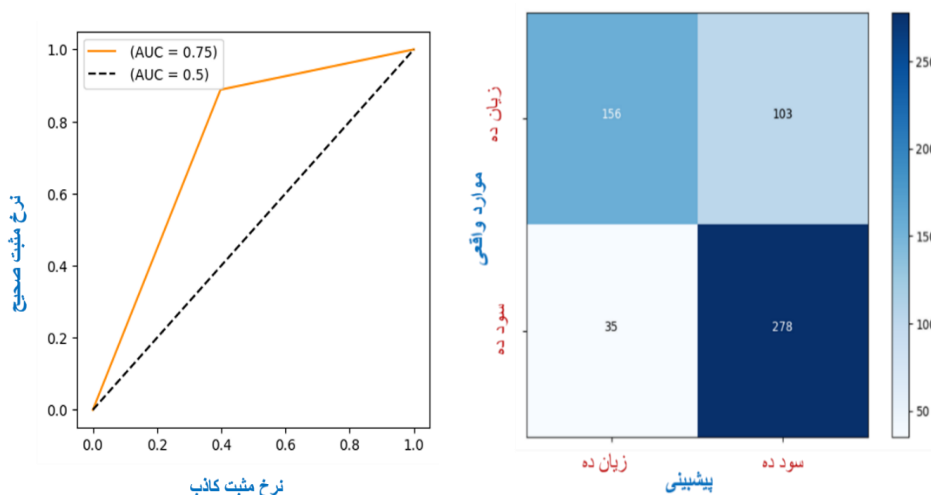 (AUC = 0.75)
(AUC = 0.5)
1.0
0.8
0.6
0.4
0.2
0.0
0.0 0.2 0.4 0.6 0.8 1.0
نرخ مثبت صحیح
نرخ مثبت کاذب
زیان ده
سود ده
موارد واقعی
156 103
35 278
زیان ده سود ده
پیشبینی
250
200
150
100
50